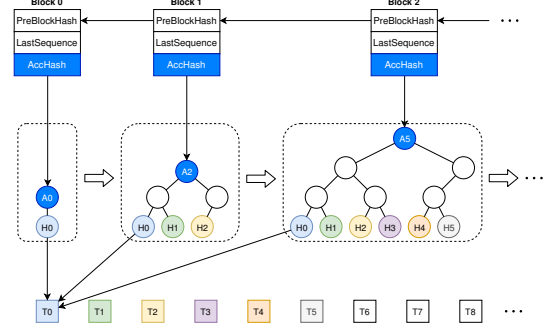 Block 0 Block 1 Block 2
PreBlockHash PreBlockHash PreBlockHash ...
LastSequence LastSequence LastSequence
AccHash AccHash AccHash
A5
A2
A0 ...
H0 H0 H1 H2 H0 H1 H2 H3 H4 H5
T0 T1 T2 T3 T4 T5 T6 T7 T8 ...